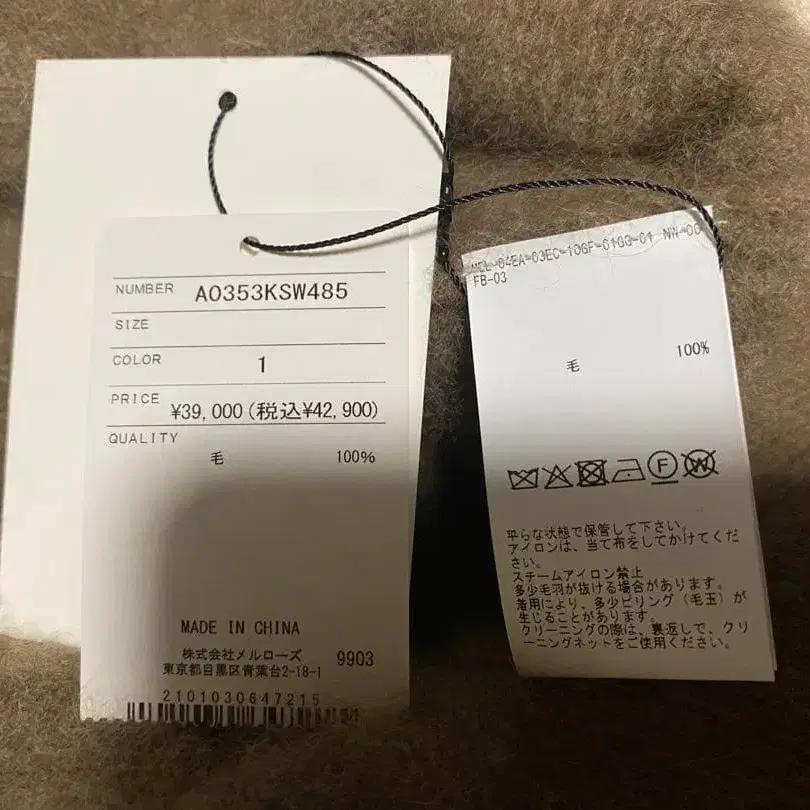 NUMBER A0353KSW485
SIZE
COLOR 1
PRICE ¥39,000(税込¥42,900)
QUALITY
毛 100%
MADE IN CHINA
株式会社メルローズ
東京都目黒区青葉台2-18-1 9903
2101030647215
FB-03
毛 100%
平らな状態で保管して下さい。
アイロンは、当て布をしてかけてくだ
さい。
スチームアイロン禁止
多少毛羽が抜ける場合があります。
着用により、多少ピリング(毛玉)が
生じることがあります。
クリーニングの際は、裏返しで、クリ
ーニングネットをご使用ください。